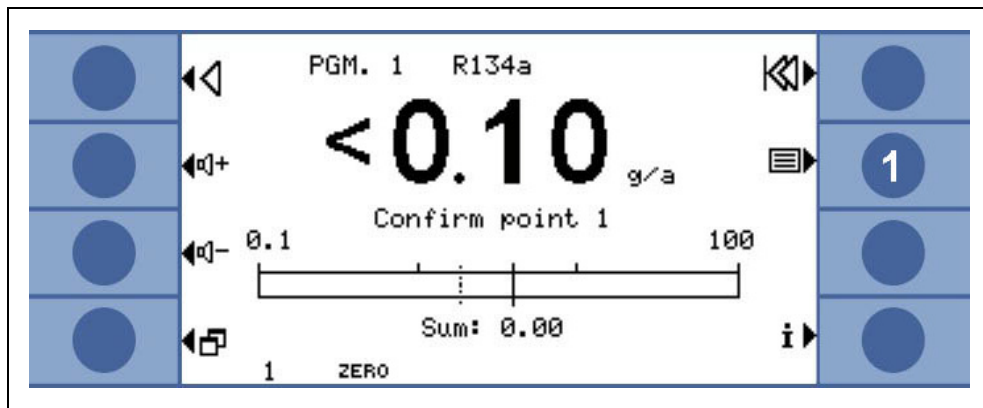 PGM. 1 R134a
<0.10 g/a
+
1
Confirm point 1
-
0.1 100
Sum: 0.00
i
1 ZERO